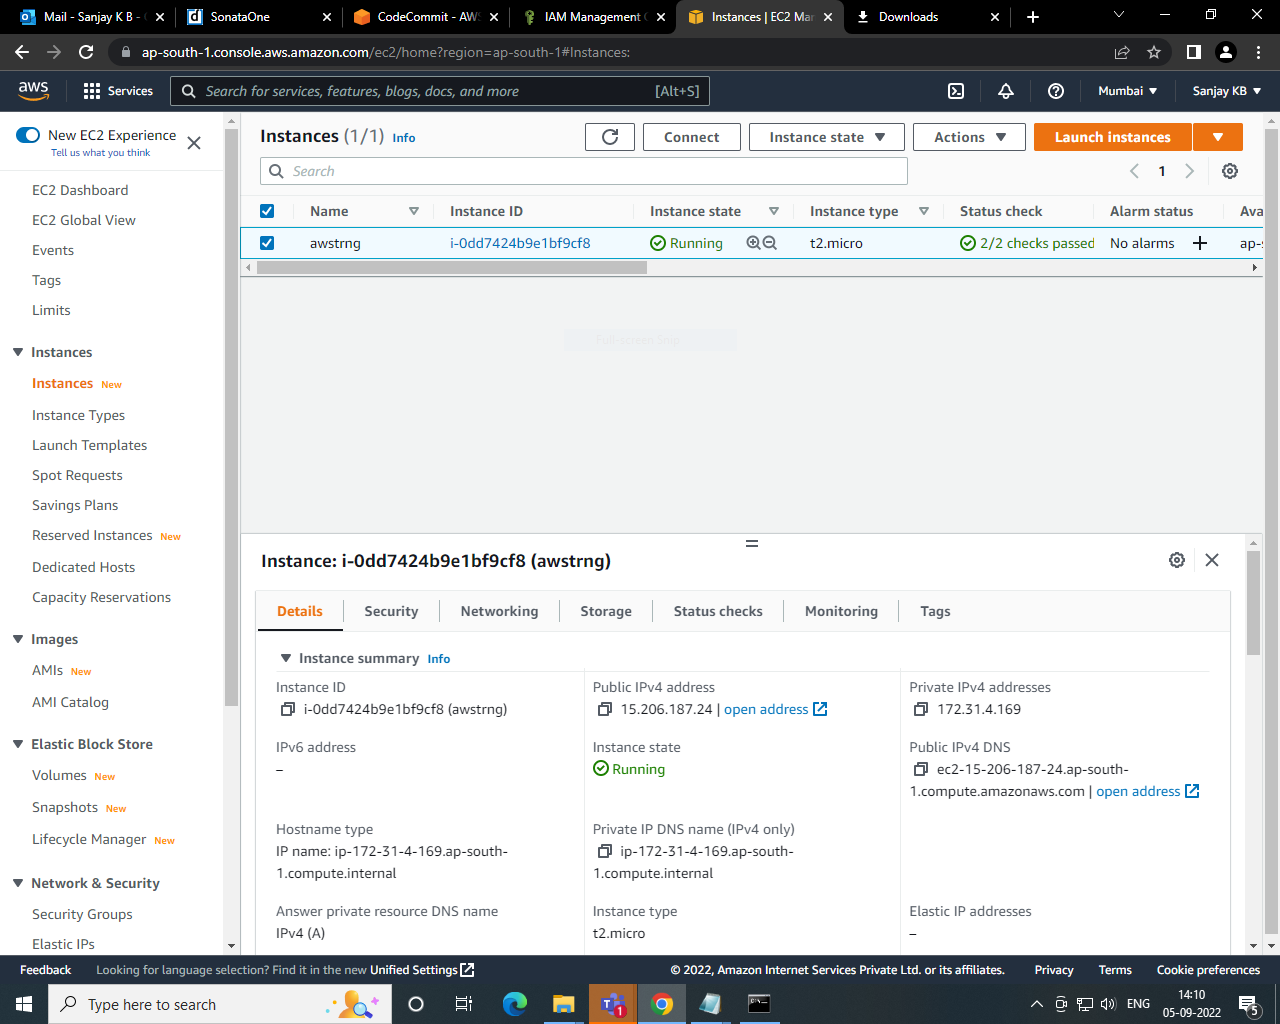 Mail - Sanjay K B -
SonataOne
CodeCommit - AWS
IAM Management
Instances | EC2 Mar
Downloads
ap-south-1.console.aws.amazon.com/ec2/home?region=ap-south-1#Instances:
aws
Services
Search for services, features, blogs, docs, and more
[Alt+S]
Mumbai
Sanjay KB
New EC2 Experience
Tell us what you think
EC2 Dashboard
EC2 Global View
Events
Tags
Limits
Instances
Instances New
Instance Types
Launch Templates
Spot Requests
Savings Plans
Reserved Instances New
Dedicated Hosts
Capacity Reservations
Images
AMIs New
AMI Catalog
Elastic Block Store
Volumes New
Snapshots New
Lifecycle Manager New
Network & Security
Security Groups
Elastic IPs
Instances (1/1) Info
Connect
Instance state
Actions
Launch instances
Search
1
Name Instance ID Instance state Instance type Status check Alarm status Ava
awstrng i-0dd7424b9e1bf9cf8 Running t2.micro 2/2 checks passed No alarms ap-s
Instance: i-0dd7424b9e1bf9cf8 (awstrng)
Details Security Networking Storage Status checks Monitoring Tags
Instance summary Info
Instance ID
i-0dd7424b9e1bf9cf8 (awstrng)
Public IPv4 address
15.206.187.24 | open address
Private IPv4 addresses
172.31.4.169
IPv6 address
–
Instance state
Running
Public IPv4 DNS
ec2-15-206-187-24.ap-south-
1.compute.amazonaws.com | open address
Hostname type
IP name: ip-172-31-4-169.ap-south-
1.compute.internal
Private IP DNS name (IPv4 only)
ip-172-31-4-169.ap-south-
1.compute.internal
Answer private resource DNS name
IPv4 (A)
Instance type
t2.micro
Elastic IP addresses
–
Feedback
Looking for language selection? Find it in the new Unified Settings
© 2022, Amazon Internet Services Private Ltd. or its affiliates.
Privacy
Terms
Cookie preferences
Type here to search
1
ENG
14:10
05-09-2022
5